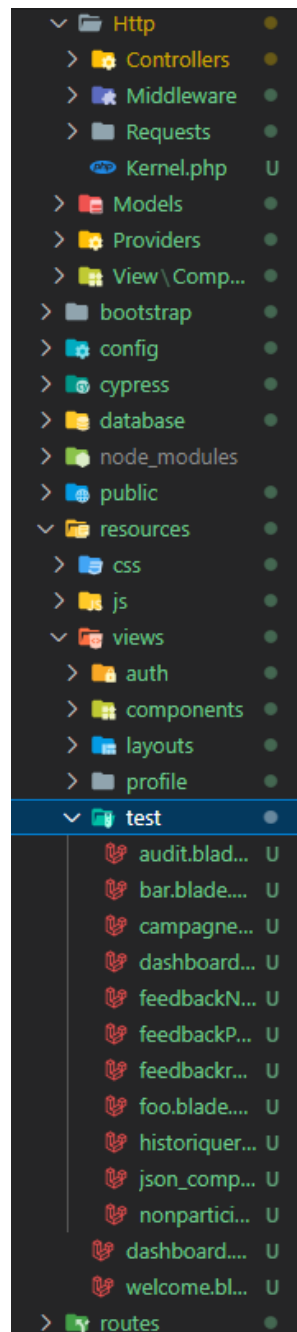 Http
Controllers
Middleware
Requests
Kernel.php U
Models
Providers
View\Comp...
bootstrap
config
cypress
database
node_modules
public
resources
css
js
views
auth
components
layouts
profile
test
audit.blad... U
bar.blade.... U
campagne... U
dashboard... U
feedbackN... U
feedbackP... U
feedbackr... U
foo.blade.... U
historiquer... U
json_comp... U
nonpartici... U
dashboard.... U
welcome.bl... U
routes